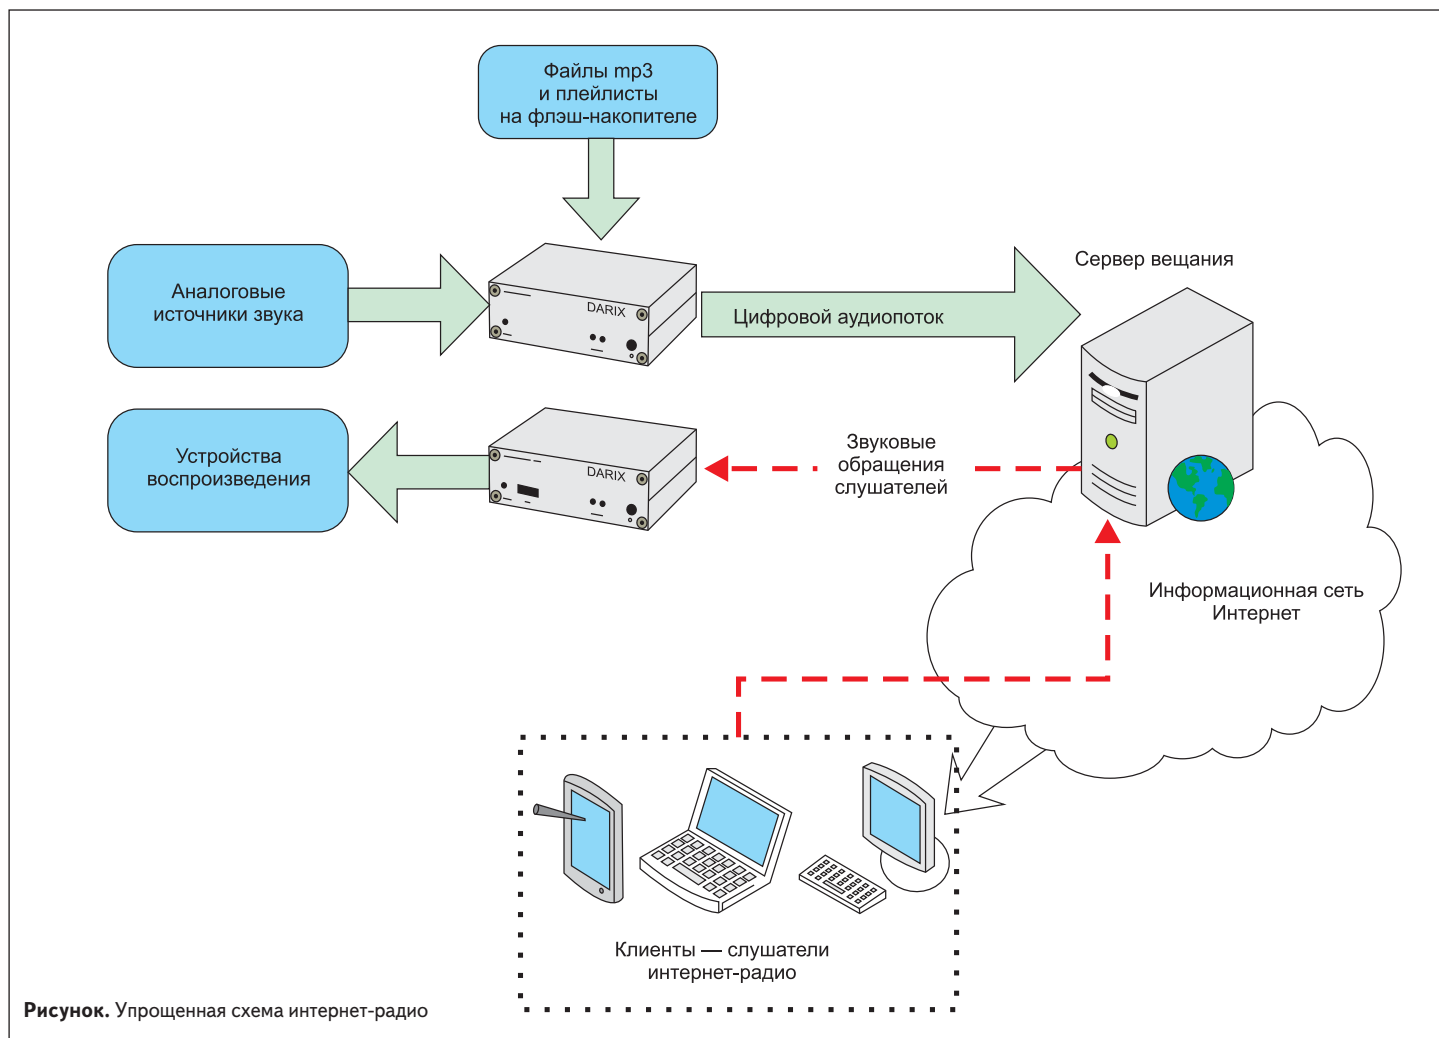 Файлы mp3
и плейлисты
на флэш-накопителе
Аналоговые
источники звука
DARIX
Цифровой аудиопоток
Сервер вещания
Устройства
воспроизведения
DARIX
Звуковые
обращения
слушателей
Информационная сеть
Интернет
Клиенты — слушатели
интернет-радио
Рисунок. Упрощенная схема интернет-радио